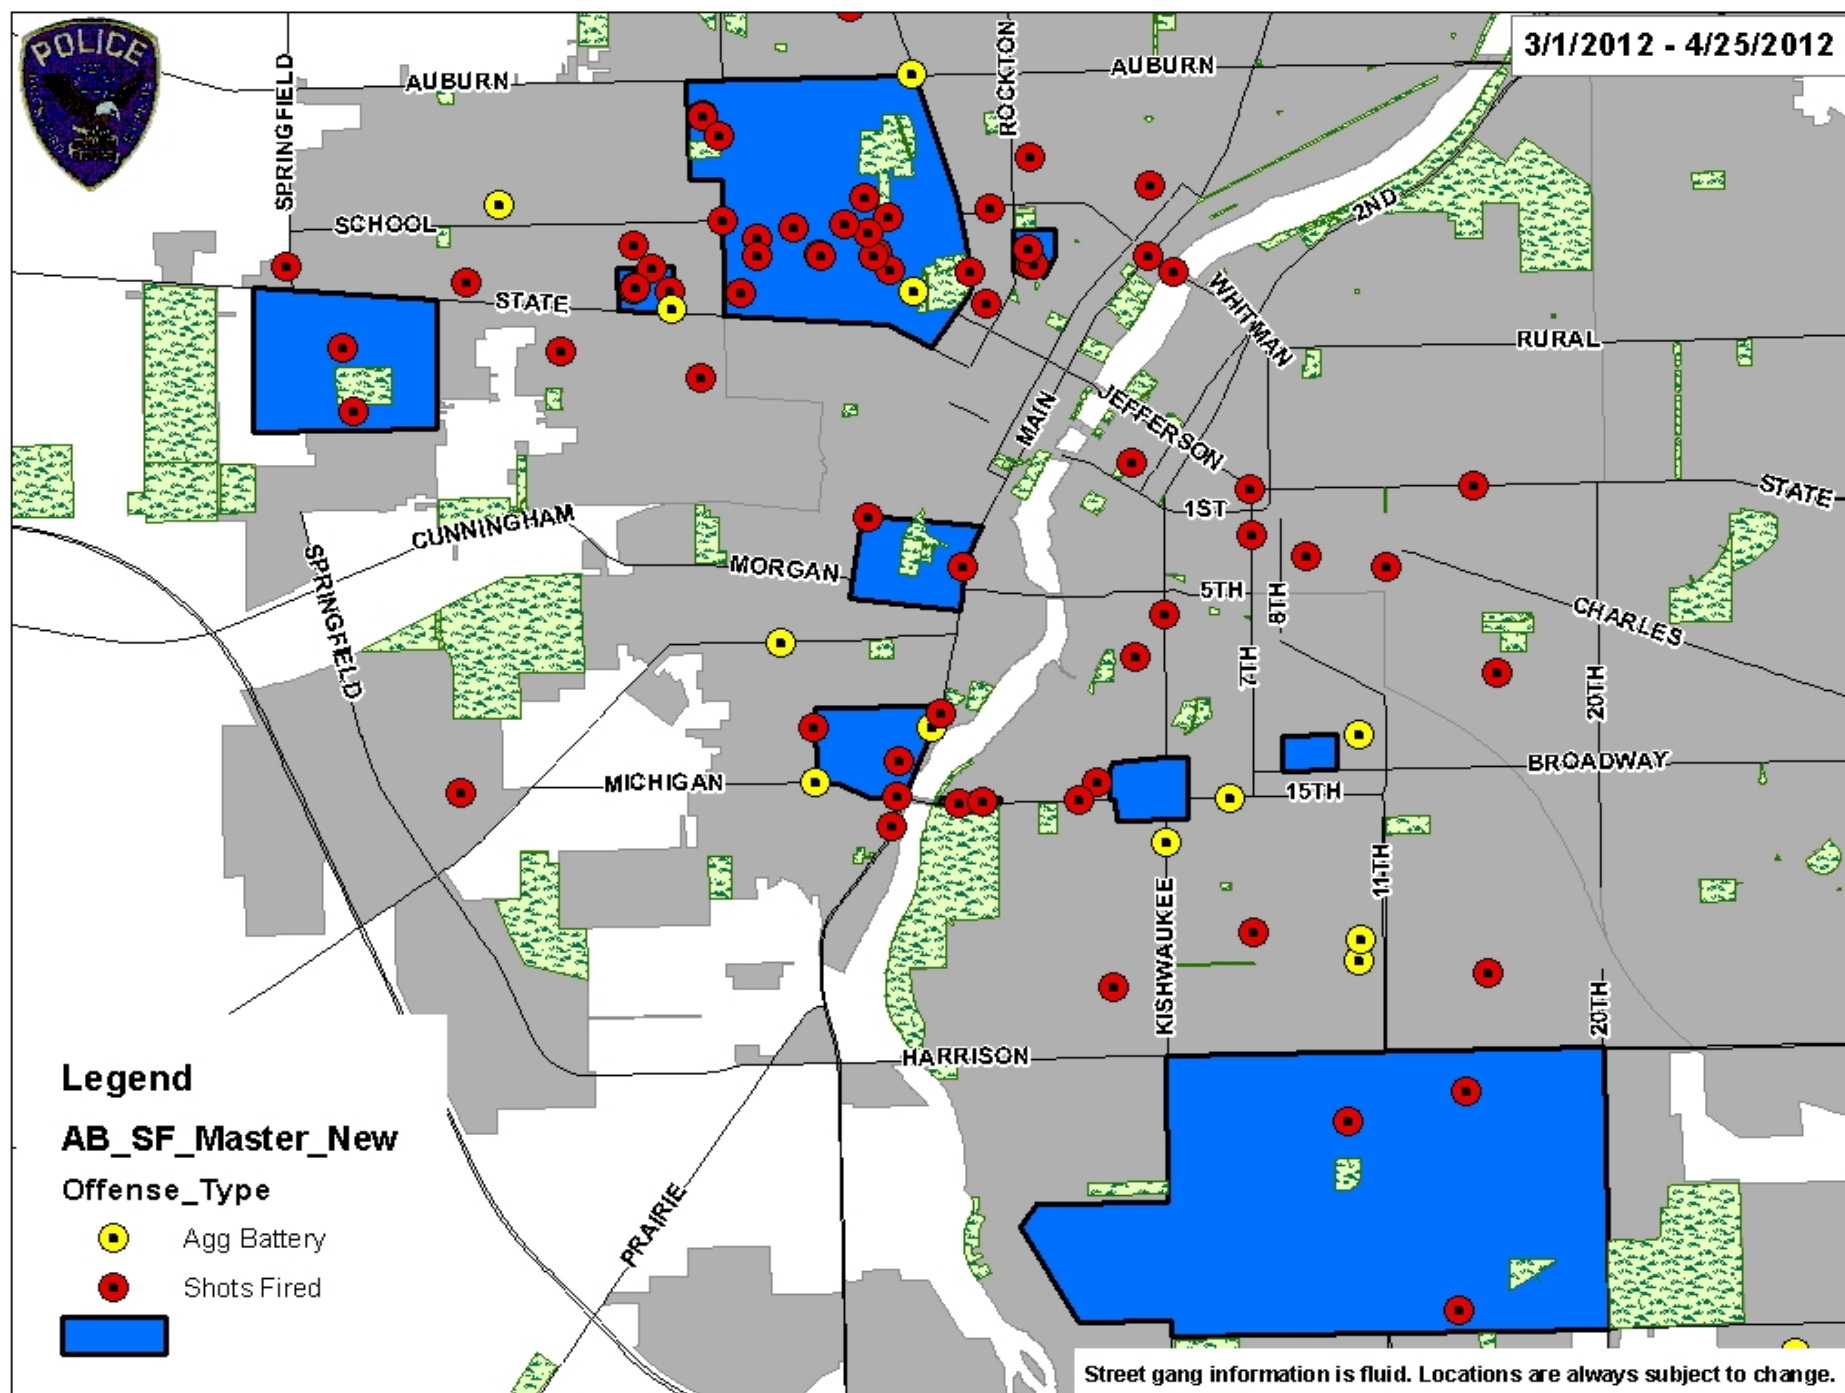 POLICE
3/1/2012 - 4/25/2012
AUBURN
AUBURN
SPRINGFIELD
ROCKTON
2ND
SCHOOL
STATE
WHITMAN
RURAL
JEFFERSON
MAIN
STATE
1ST
CUNNINGHAM
MORGAN
5TH
8TH
CHARLES
SPRINGFIELD
7TH
20TH
BROADWAY
MICHIGAN
15TH
11TH
KISHWAUKEE
20TH
HARRISON
PRAIRIE
Legend
AB_SF_Master_New
Offense_Type
Agg Battery
Shots Fired
Street gang information is fluid. Locations are always subject to change.